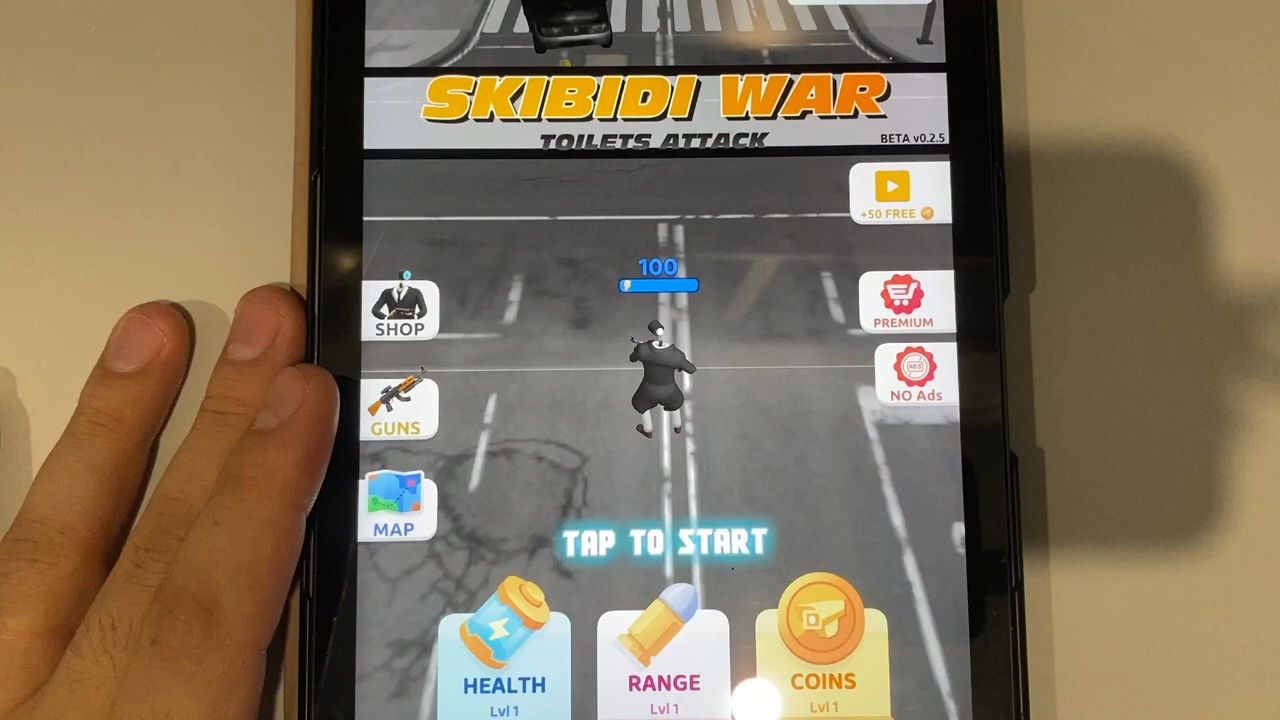 SKIBIDI WAR
TOILETS ATTACK
BETA v0.2.5
+50 FREE
100
SHOP
PREMIUM
ADS
NO Ads
GUNS
MAP
TAP TO START
HEALTH
Lvl 1
RANGE
Lvl 1
COINS
Lvl 1